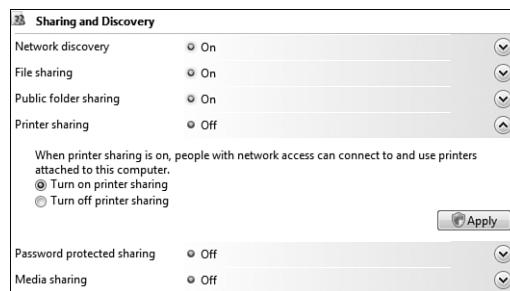 Sharing and Discovery
Network discovery On
File sharing On
Public folder sharing On
Printer sharing Off
When printer sharing is on, people with network access can connect to and use printers
attached to this computer.
Turn on printer sharing
Turn off printer sharing
Apply
Password protected sharing Off
Media sharing Off